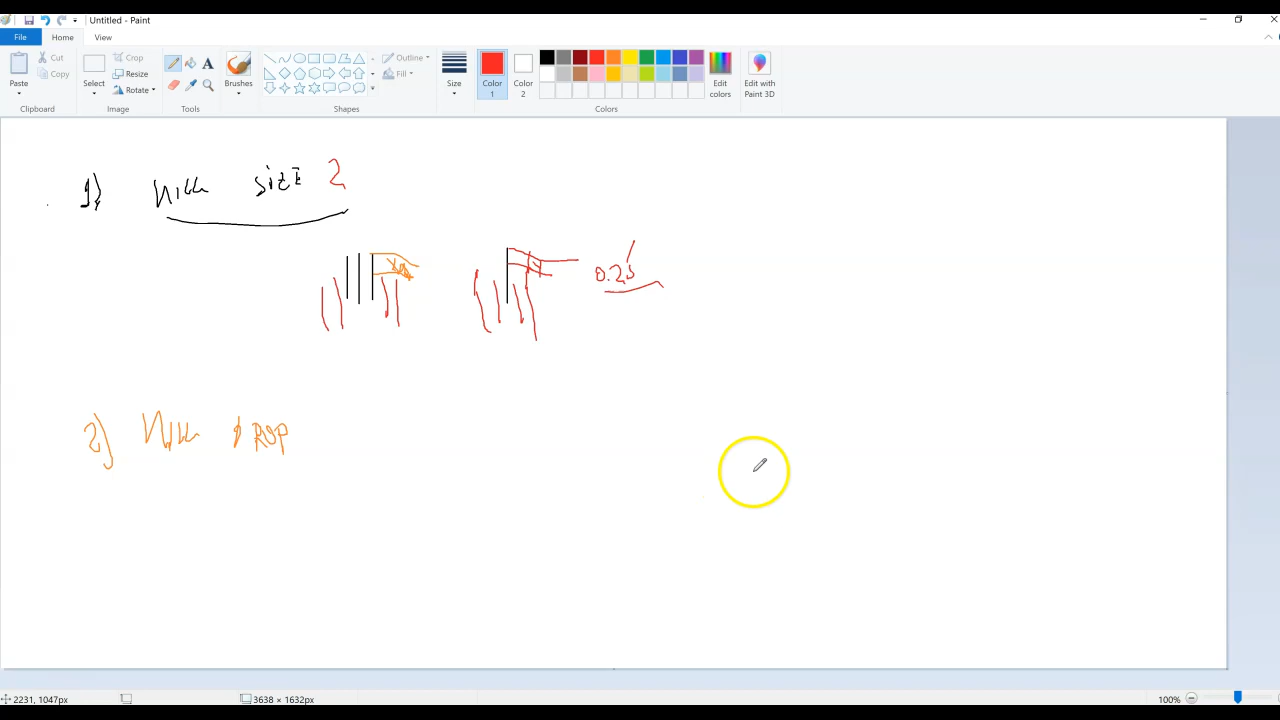 Untitled - Paint
File
Home
View
Paste
Cut
Copy
Clipboard
Select
Crop
Resize
Rotate
Image
Tools
Brushes
Shapes
Outline
Fill
Size
Color 1
Color 2
Edit colors
Edit with Paint 3D
Colors
1) size 2
0.25
2) DROP
2231, 1047px
3638 × 1632px
100%